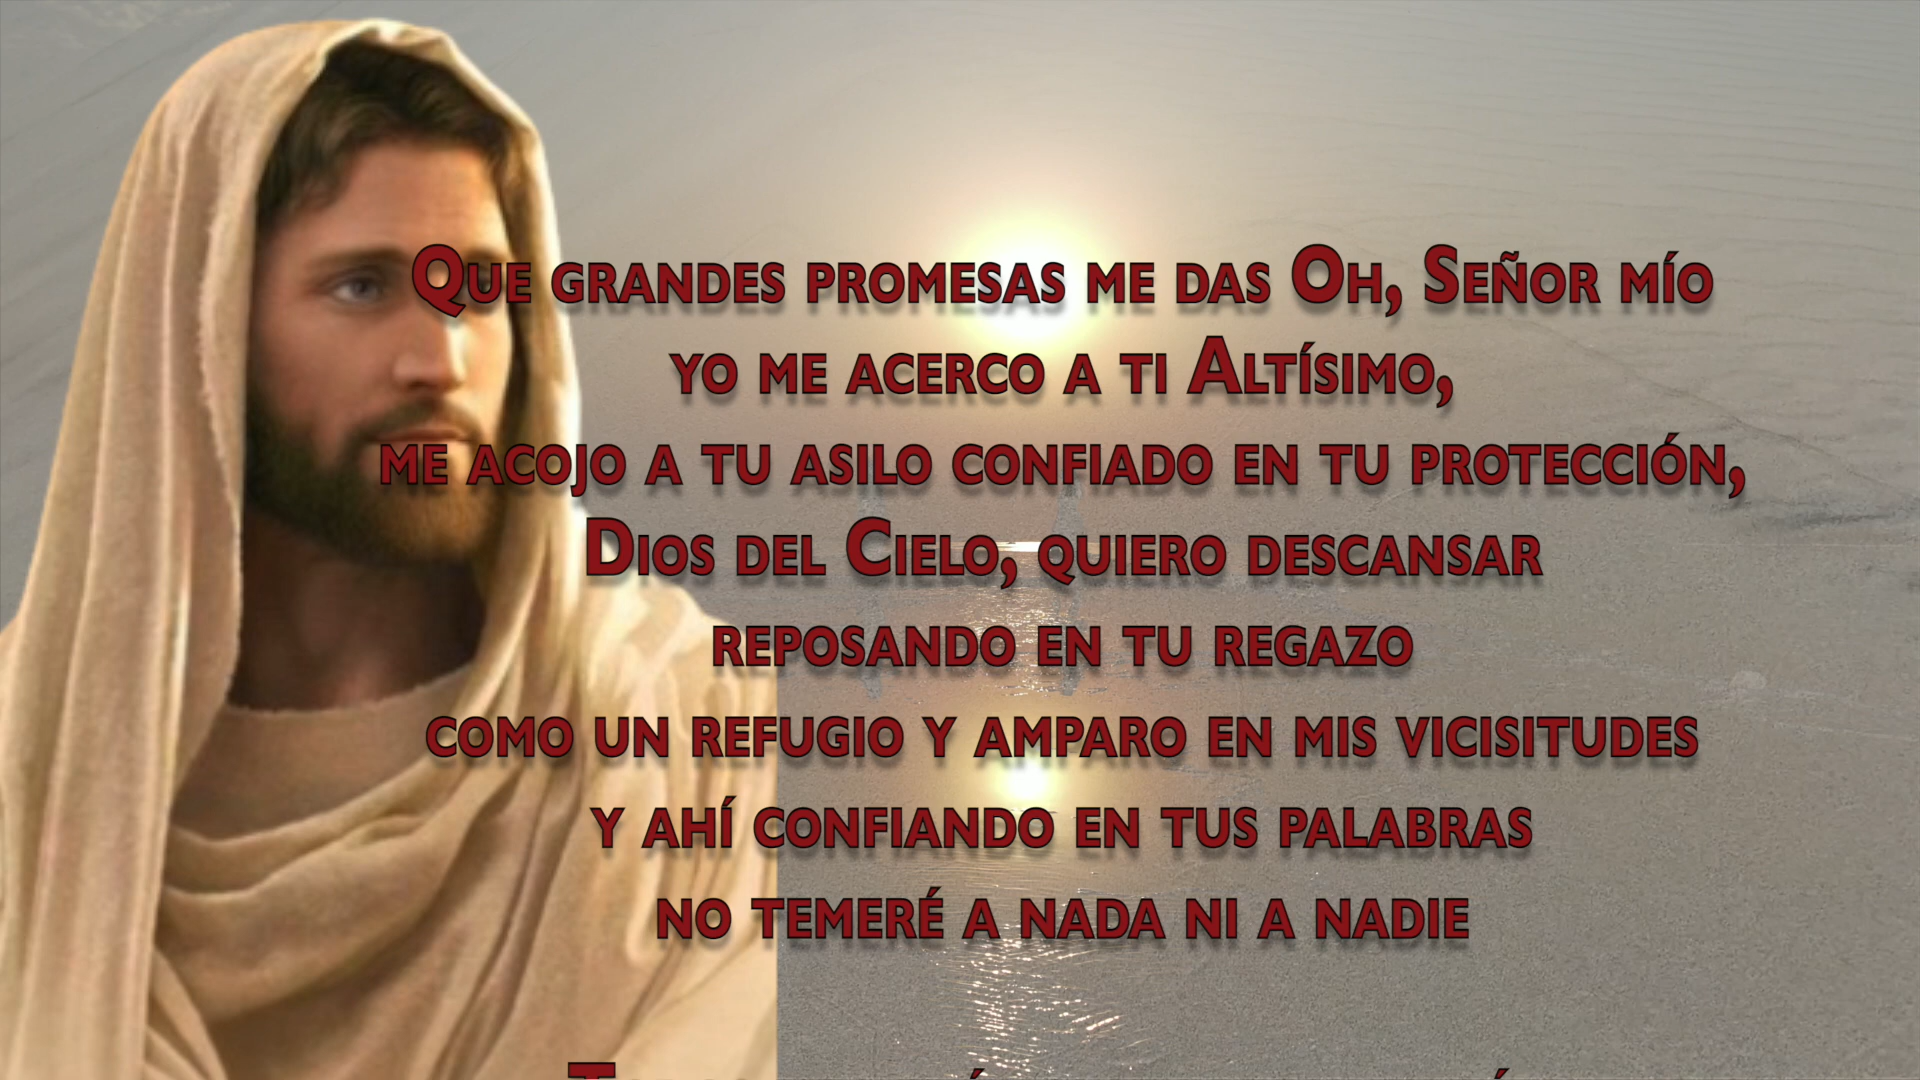 Que grandes promesas me das Oh, Señor mío
yo me acerco a ti Altísimo,
me acojo a tu asilo confiado en tu protección,
Dios del Cielo, quiero descansar
reposando en tu regazo
como un refugio y amparo en mis vicisitudes
y ahí confiando en tus palabras
no temeré a nada ni a nadie